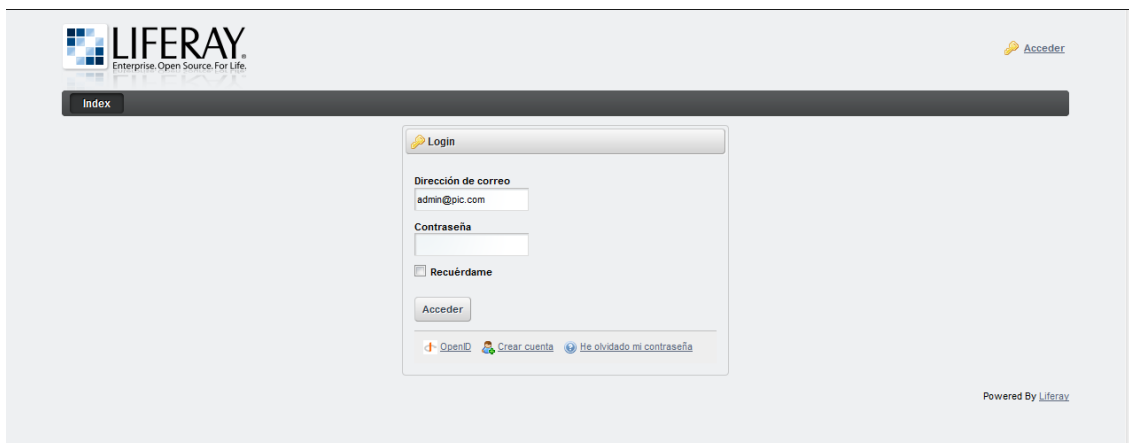 LIFERAY.
Enterprise. Open Source. For Life.
Acceder
Index
Login
Dirección de correo
admin@pic.com
Contraseña
Recuérdame
Acceder
OpenID Crear cuenta He olvidado mi contraseña
Powered By Liferay